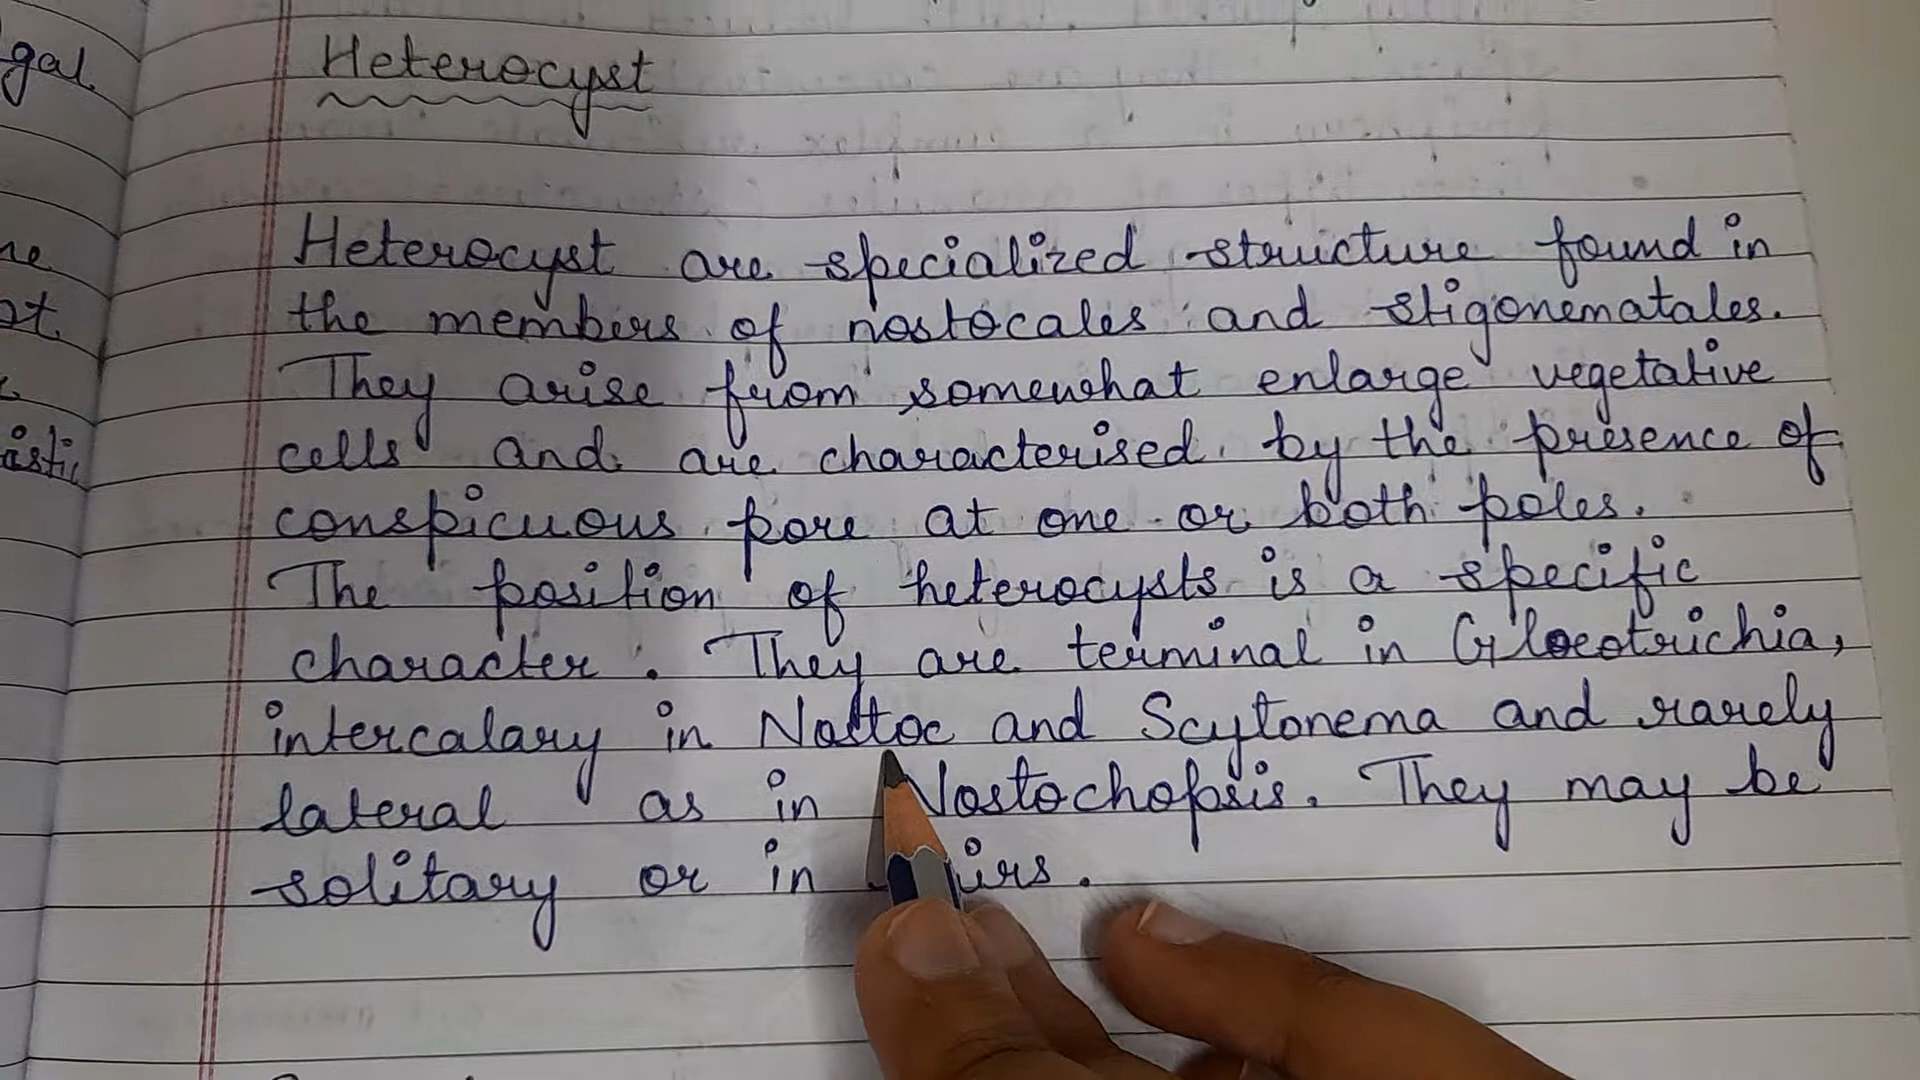 gal
Heterocyst
Heterocyst are specialized structure found in
the members of nostocales and stigonematales.
They arise from somewhat enlarge vegetative
cells and are characterised by the presence of
conspicuous pore at one or both poles.
The position of heterocysts is a specific
character. They are terminal in Gloeotrichia,
intercalary in Nostoc and Scytonema and rarely
lateral as in Nostochopsis. They may be
solitary or in